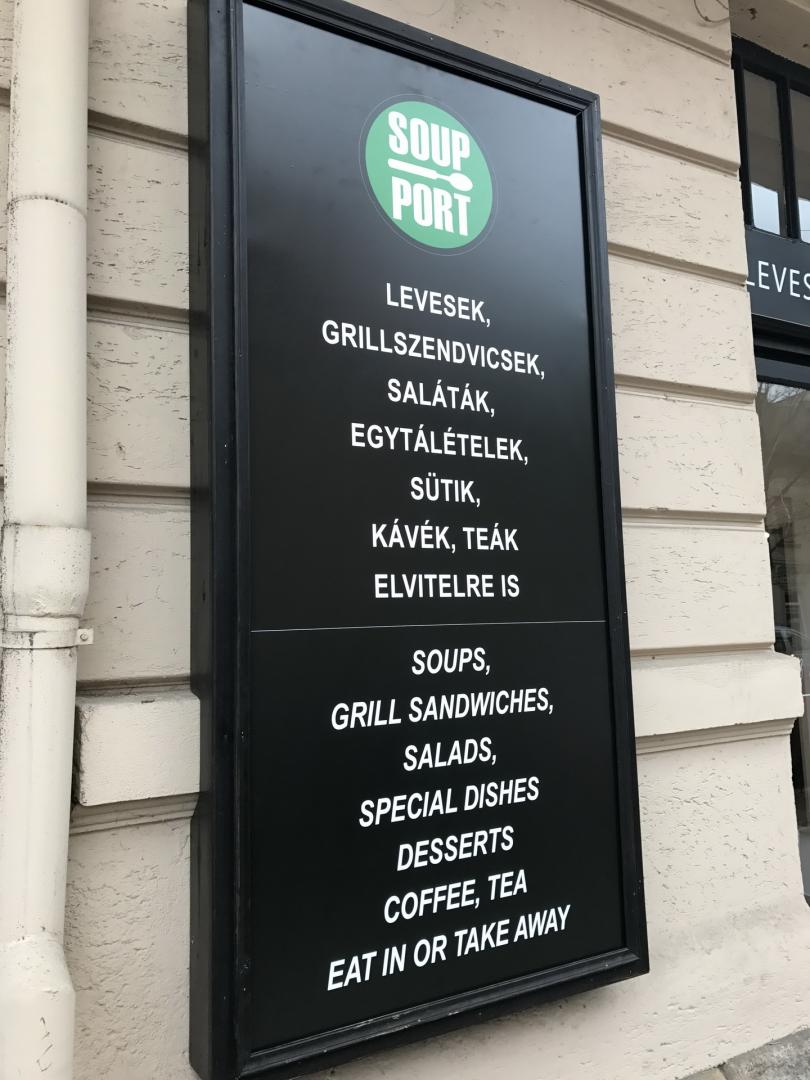 SOUP
PORT
LEVESEK,
GRILLSZENDVICSEK,
SALÁTÁK,
EGYTÁLÉTELEK,
SÜTIK,
KÁVÉK, TEÁK
ELVITELRE IS
SOUPS,
GRILL SANDWICHES,
SALADS,
SPECIAL DISHES
DESSERTS
COFFEE, TEA
EAT IN OR TAKE AWAY